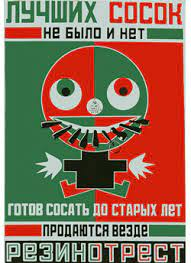 ЛУЧШИХ СОСОК
НЕ БЫЛО И НЕТ
ГОТОВ СОСАТЬ ДО СТАРЫХ ЛЕТ
ПРОДАЮТСЯ ВЕЗДЕ
РЕЗИНОТРЕСТ